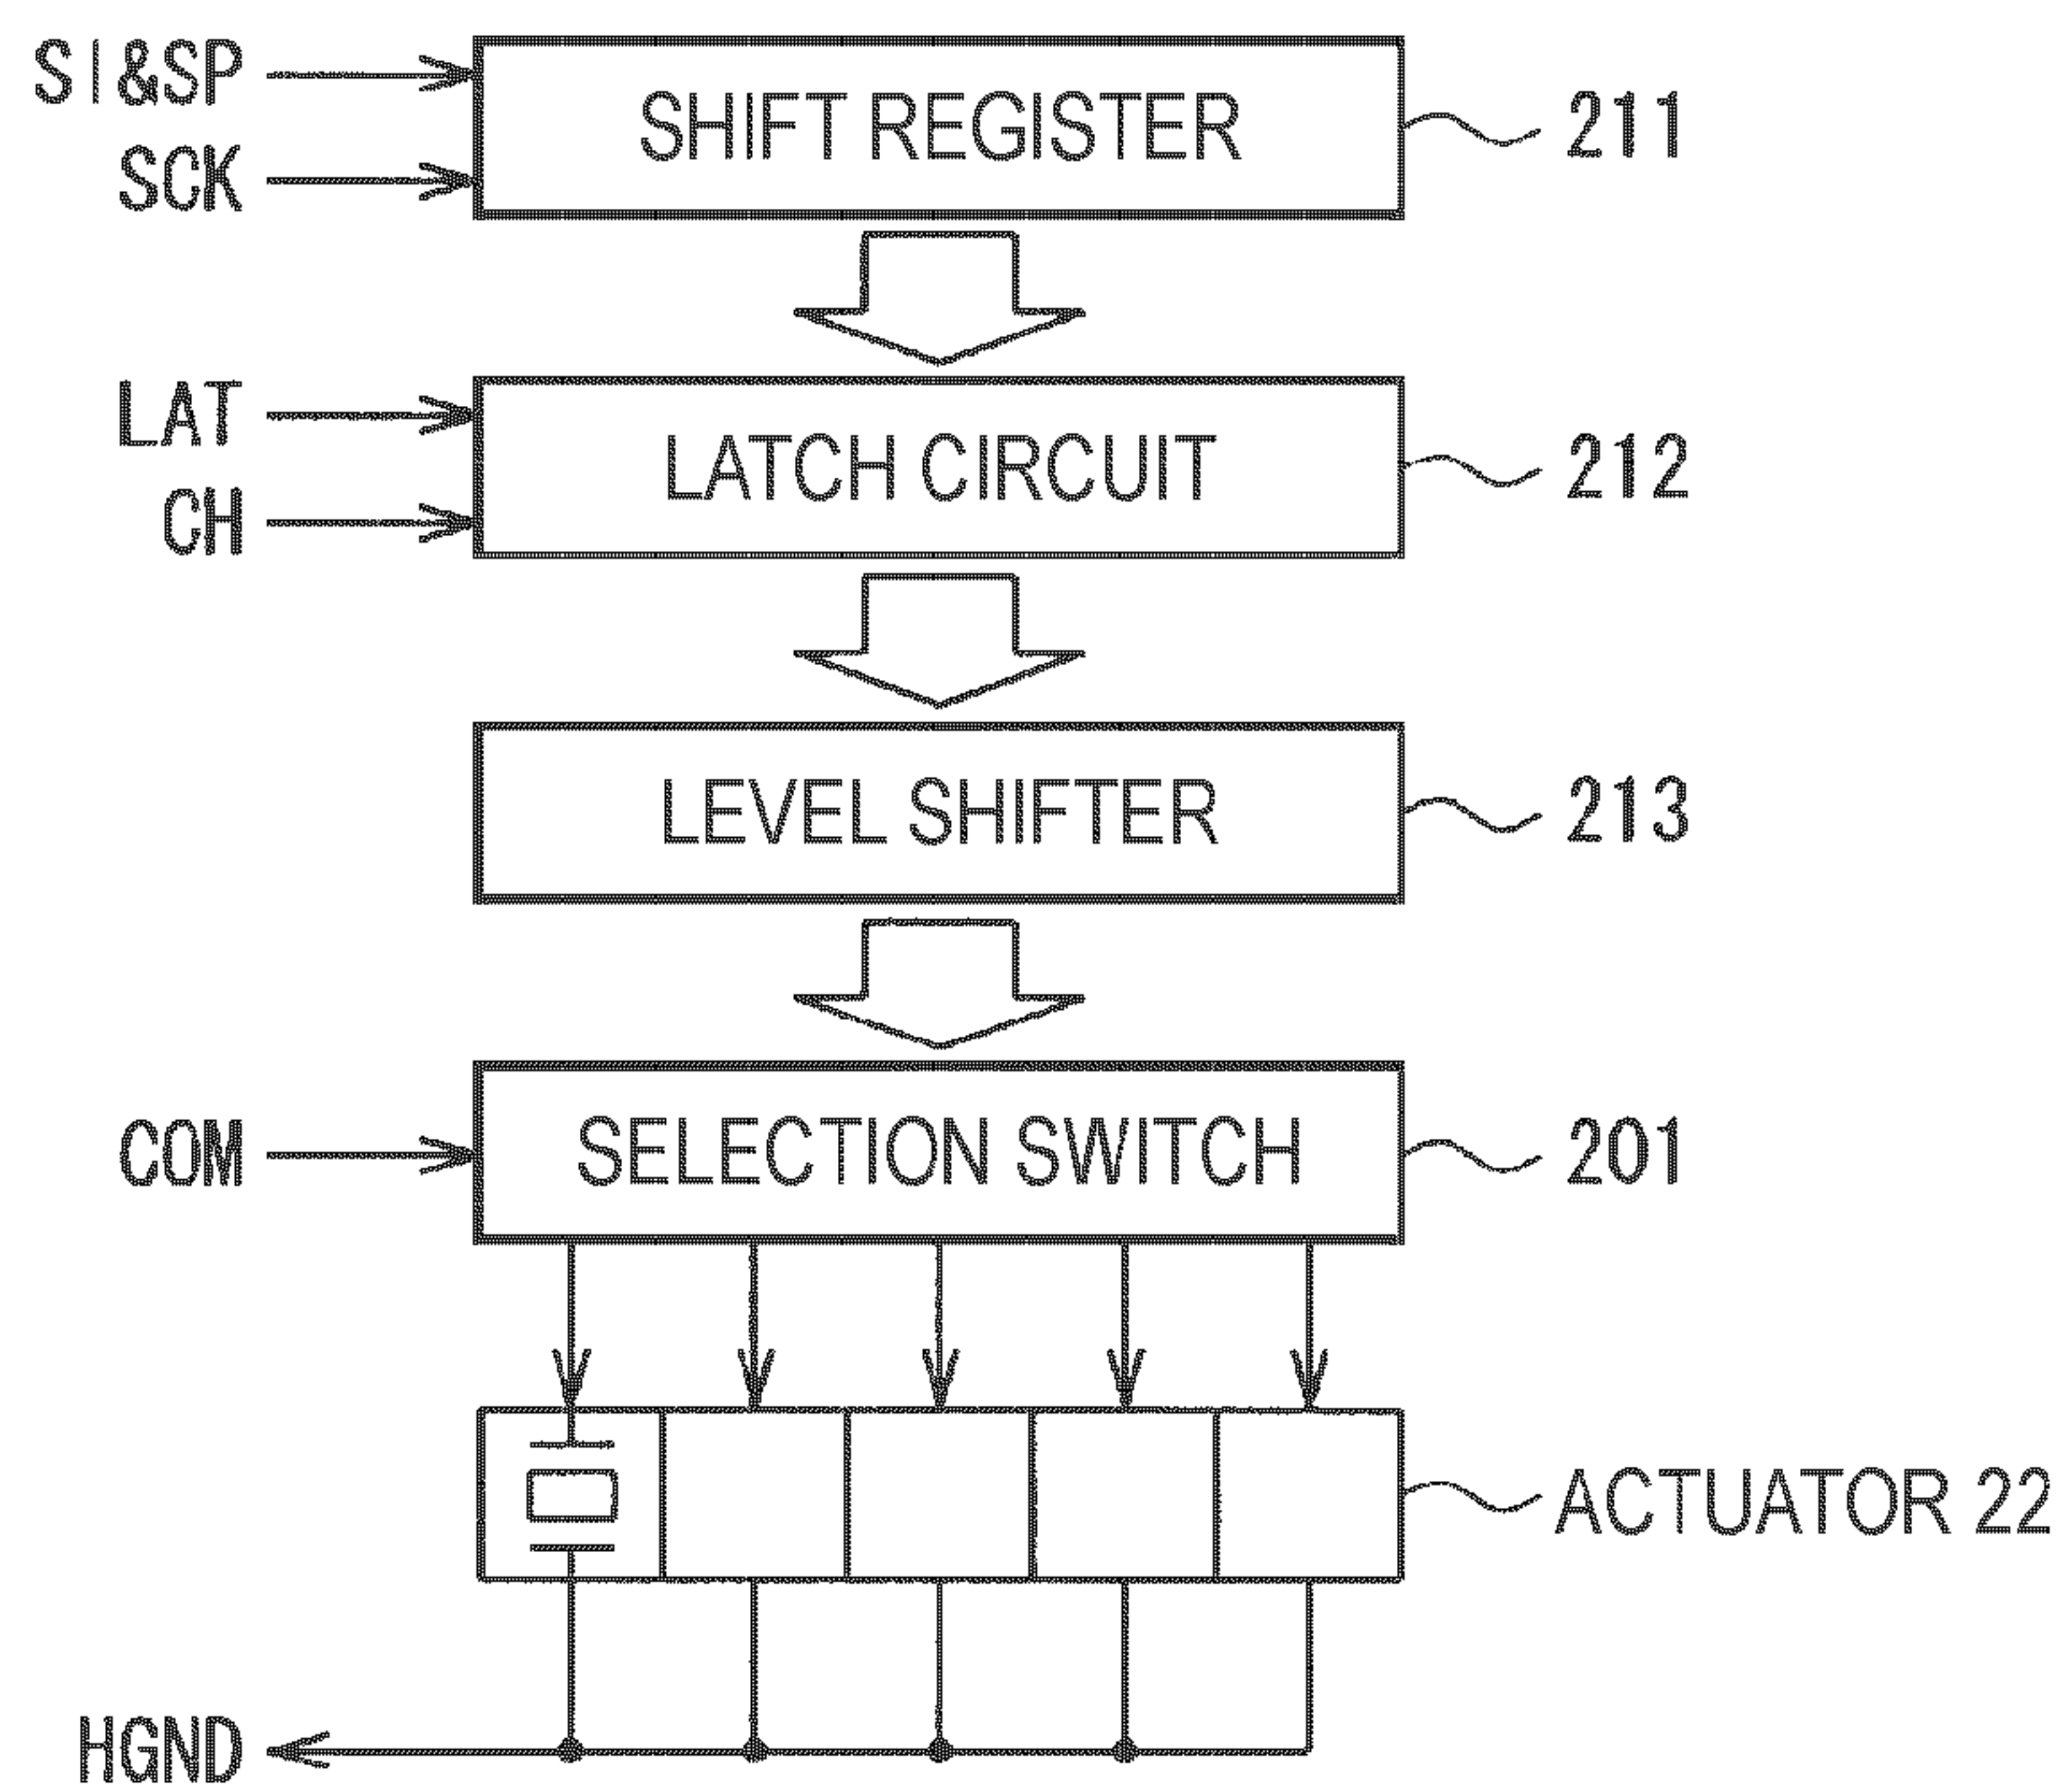 SI&SP
SHIFT REGISTER
211
SCK
LAT
LATCH CIRCUIT
212
CH
LEVEL SHIFTER
213
COM
SELECTION SWITCH
201
ACTUATOR 22
HGND